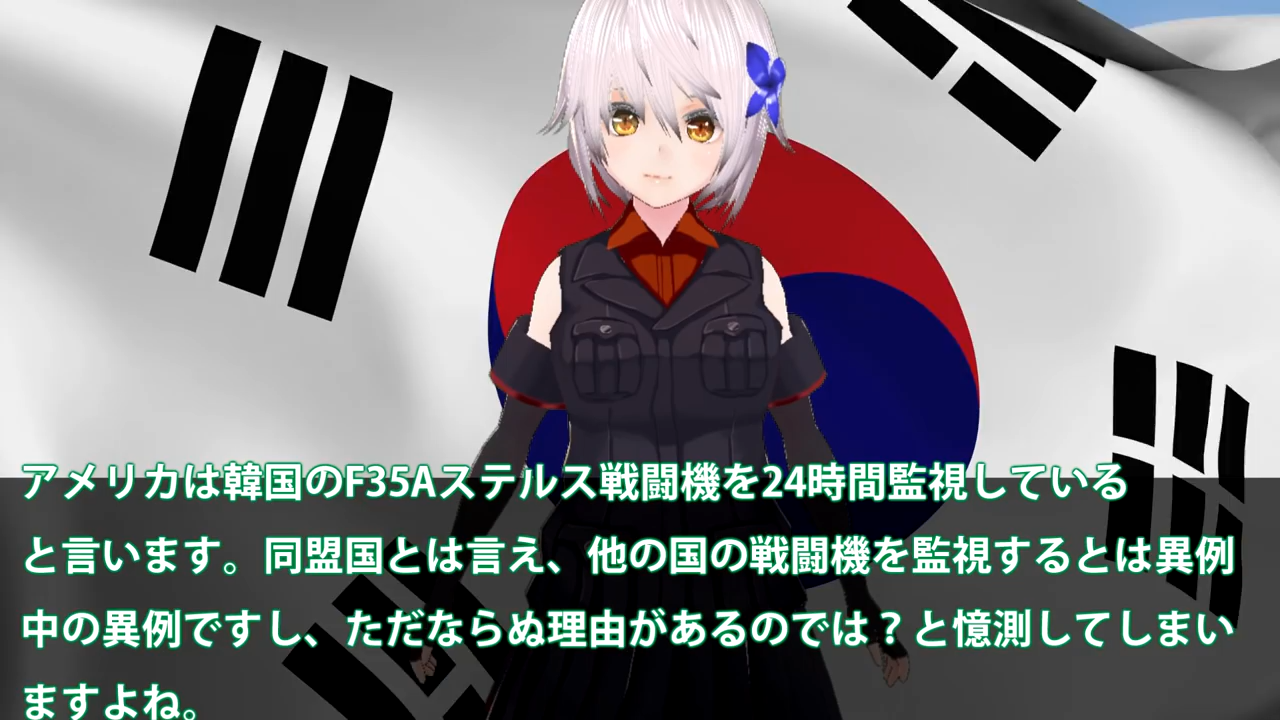 アメリカは韓国のF35Aステルス戦闘機を24時間監視している
と言います。同盟国とは言え、他の国の戦闘機を監視するとは異例
中の異例ですし、ただならぬ理由があるのでは？と憶測してしまい
ますよね。